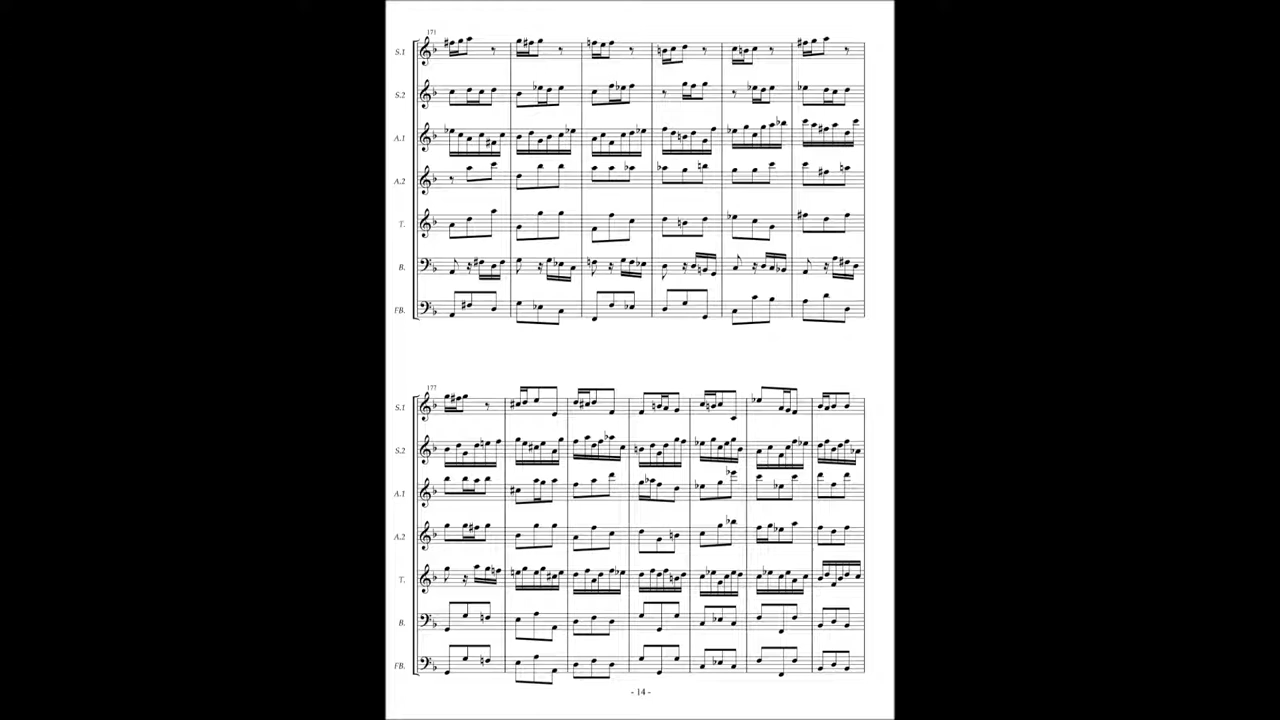 171
S.1
S.2
A.1
A.2
T.
B.
FB.
177
S.1
S.2
A.1
A.2
T.
B.
FB.
- 14 -